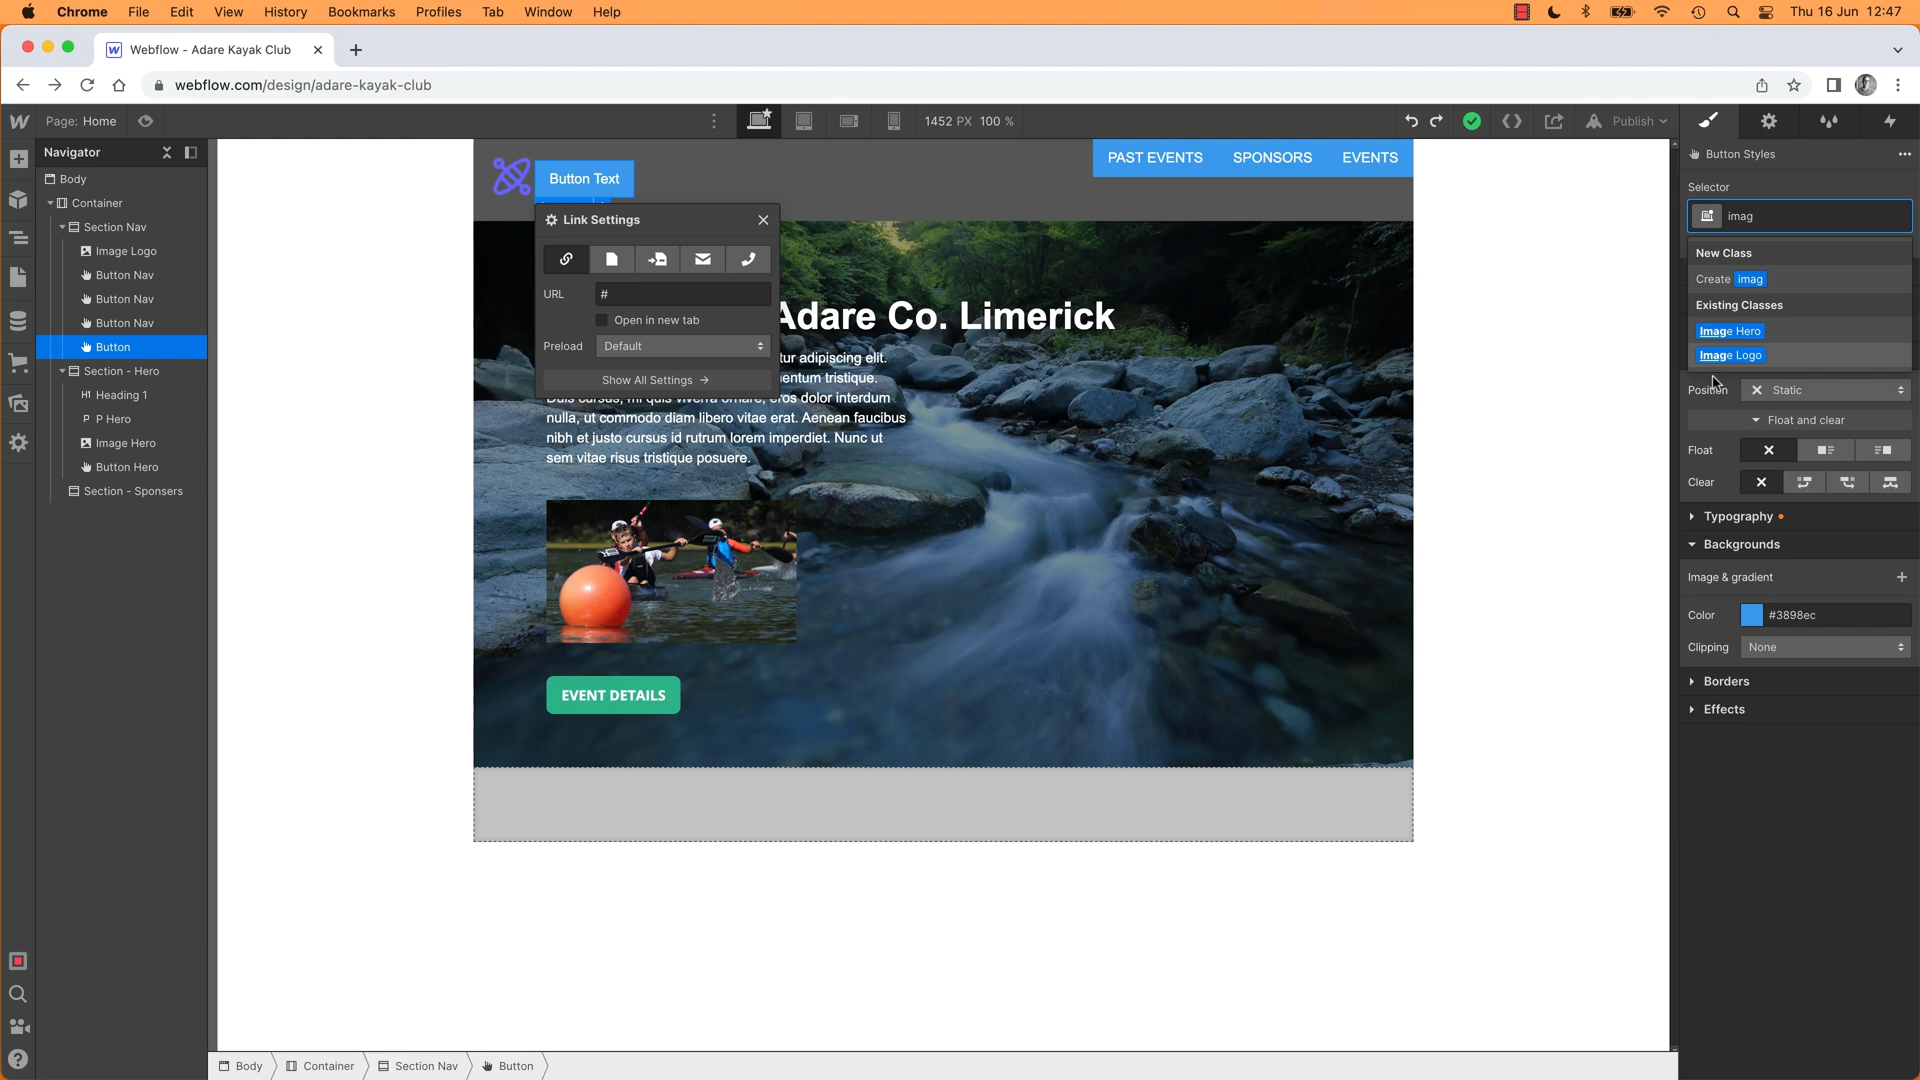 Chrome File Edit View History Bookmarks Profiles Tab Window Help
Thu 16 Jun 12:47
Webflow - Adare Kayak Club
webflow.com/design/adare-kayak-club
Page: Home
1452 PX 100 %
Publish
Navigator
Body
Container
Section Nav
Image Logo
Button Nav
Button Nav
Button Nav
Button
Section - Hero
H1 Heading 1
P P Hero
Image Hero
Button Hero
Section - Sponsers
Button Text
PAST EVENTS SPONSORS EVENTS
Link Settings
URL #
Open in new tab
Preload Default
Show All Settings
Adare Co. Limerick
tur adipiscing elit.
entum tristique.
Duis cursus, mi quis viverra ornare, eros dolor interdum
nulla, ut commodo diam libero vitae erat. Aenean faucibus
nibh et justo cursus id rutrum lorem imperdiet. Nunc ut
sem vitae risus tristique posuere.
EVENT DETAILS
Button Styles
Selector
imag
New Class
Create imag
Existing Classes
Image Hero
Image Logo
Position Static
Float and clear
Float
Clear
Typography
Backgrounds
Image & gradient
Color #3898ec
Clipping None
Borders
Effects
Body Container Section Nav Button